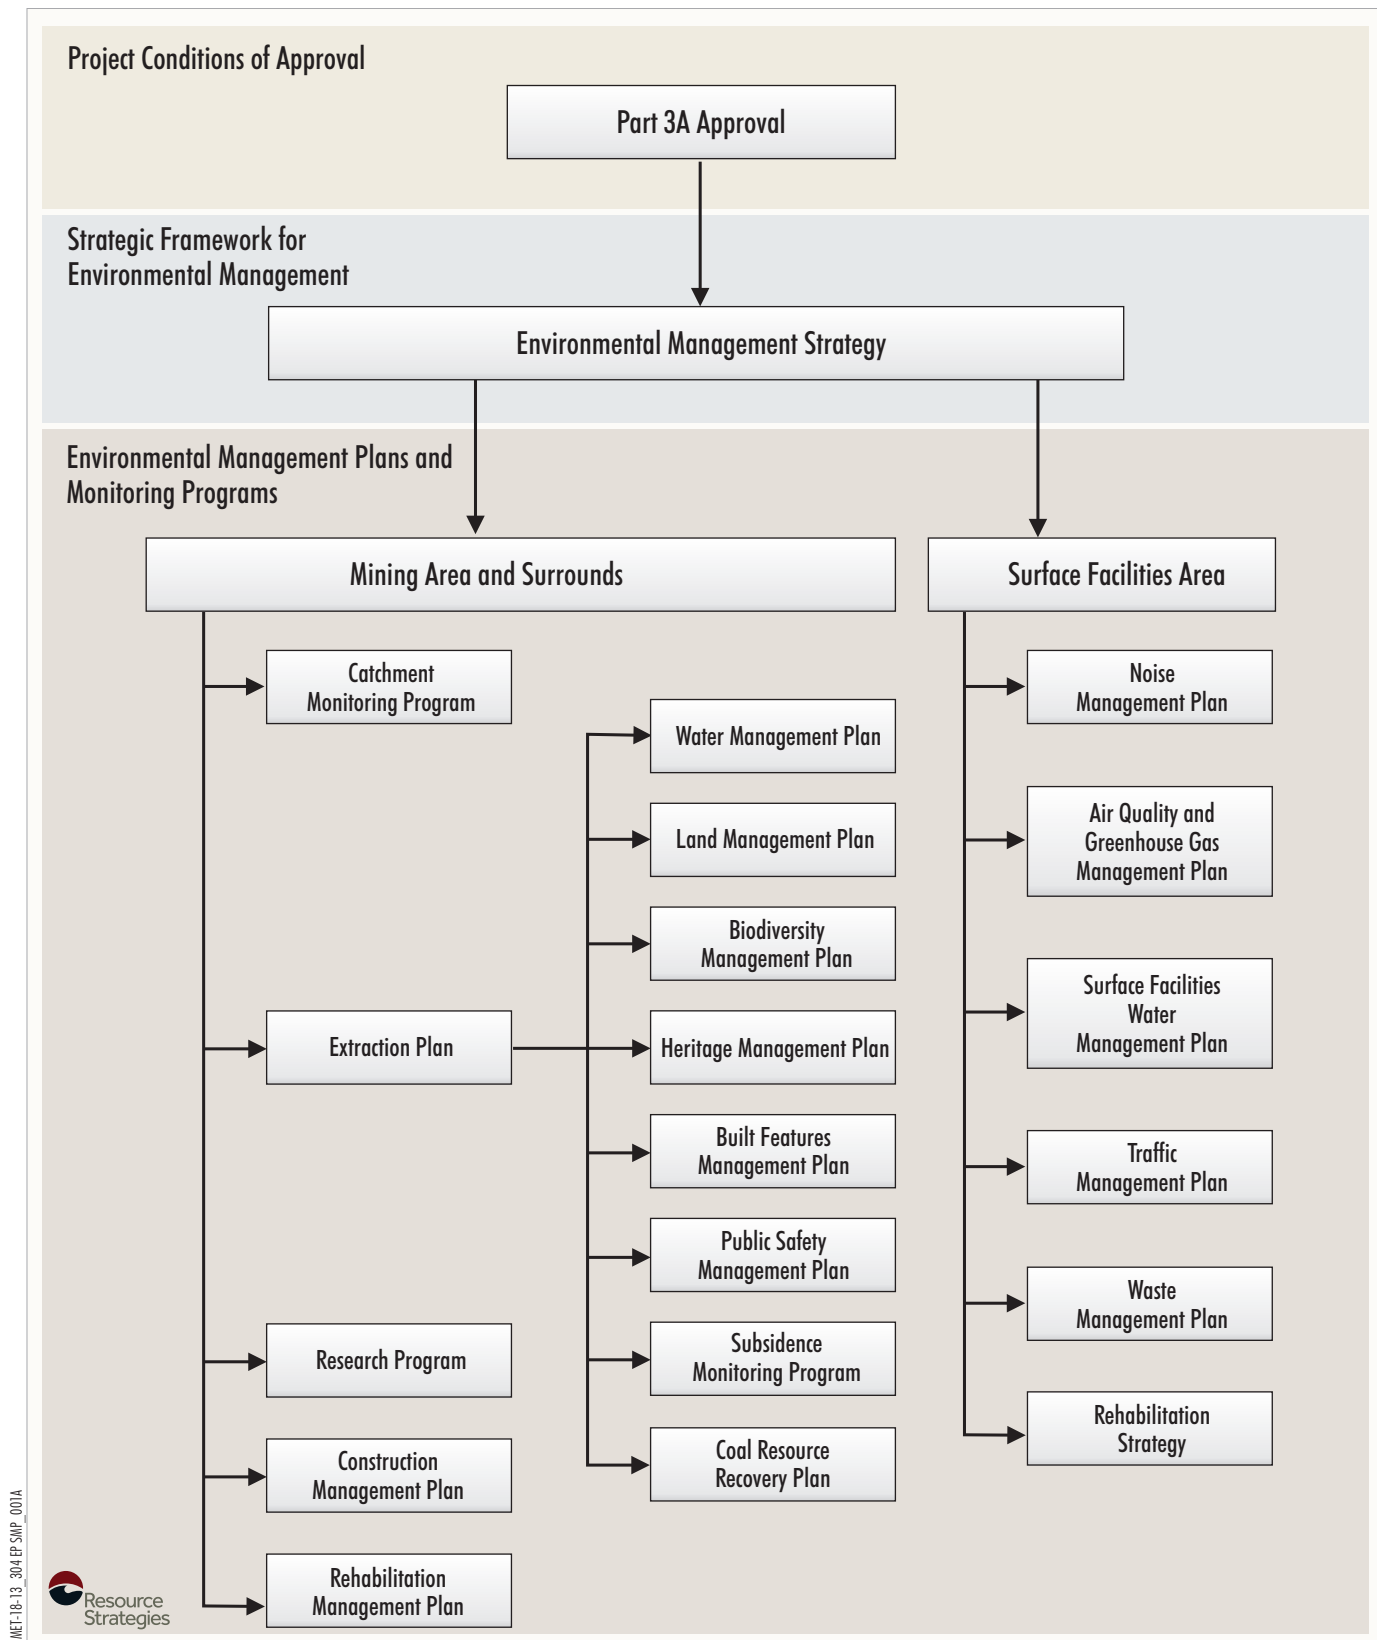 Project Conditions of Approval
Part 3A Approval
Strategic Framework for
Environmental Management
Environmental Management Strategy
Environmental Management Plans and
Monitoring Programs
Mining Area and Surrounds
Catchment
Monitoring Program
Extraction Plan
Research Program
Construction
Management Plan
Rehabilitation
Management Plan
Water Management Plan
Land Management Plan
Biodiversity
Management Plan
Heritage Management Plan
Built Features
Management Plan
Public Safety
Management Plan
Subsidence
Monitoring Program
Coal Resource
Recovery Plan
Surface Facilities Area
Noise
Management Plan
Air Quality and
Greenhouse Gas
Management Plan
Surface Facilities
Water
Management Plan
Traffic
Management Plan
Waste
Management Plan
Rehabilitation
Strategy
MET-18-13_304 EP SMP_001A
Resource
Strategies